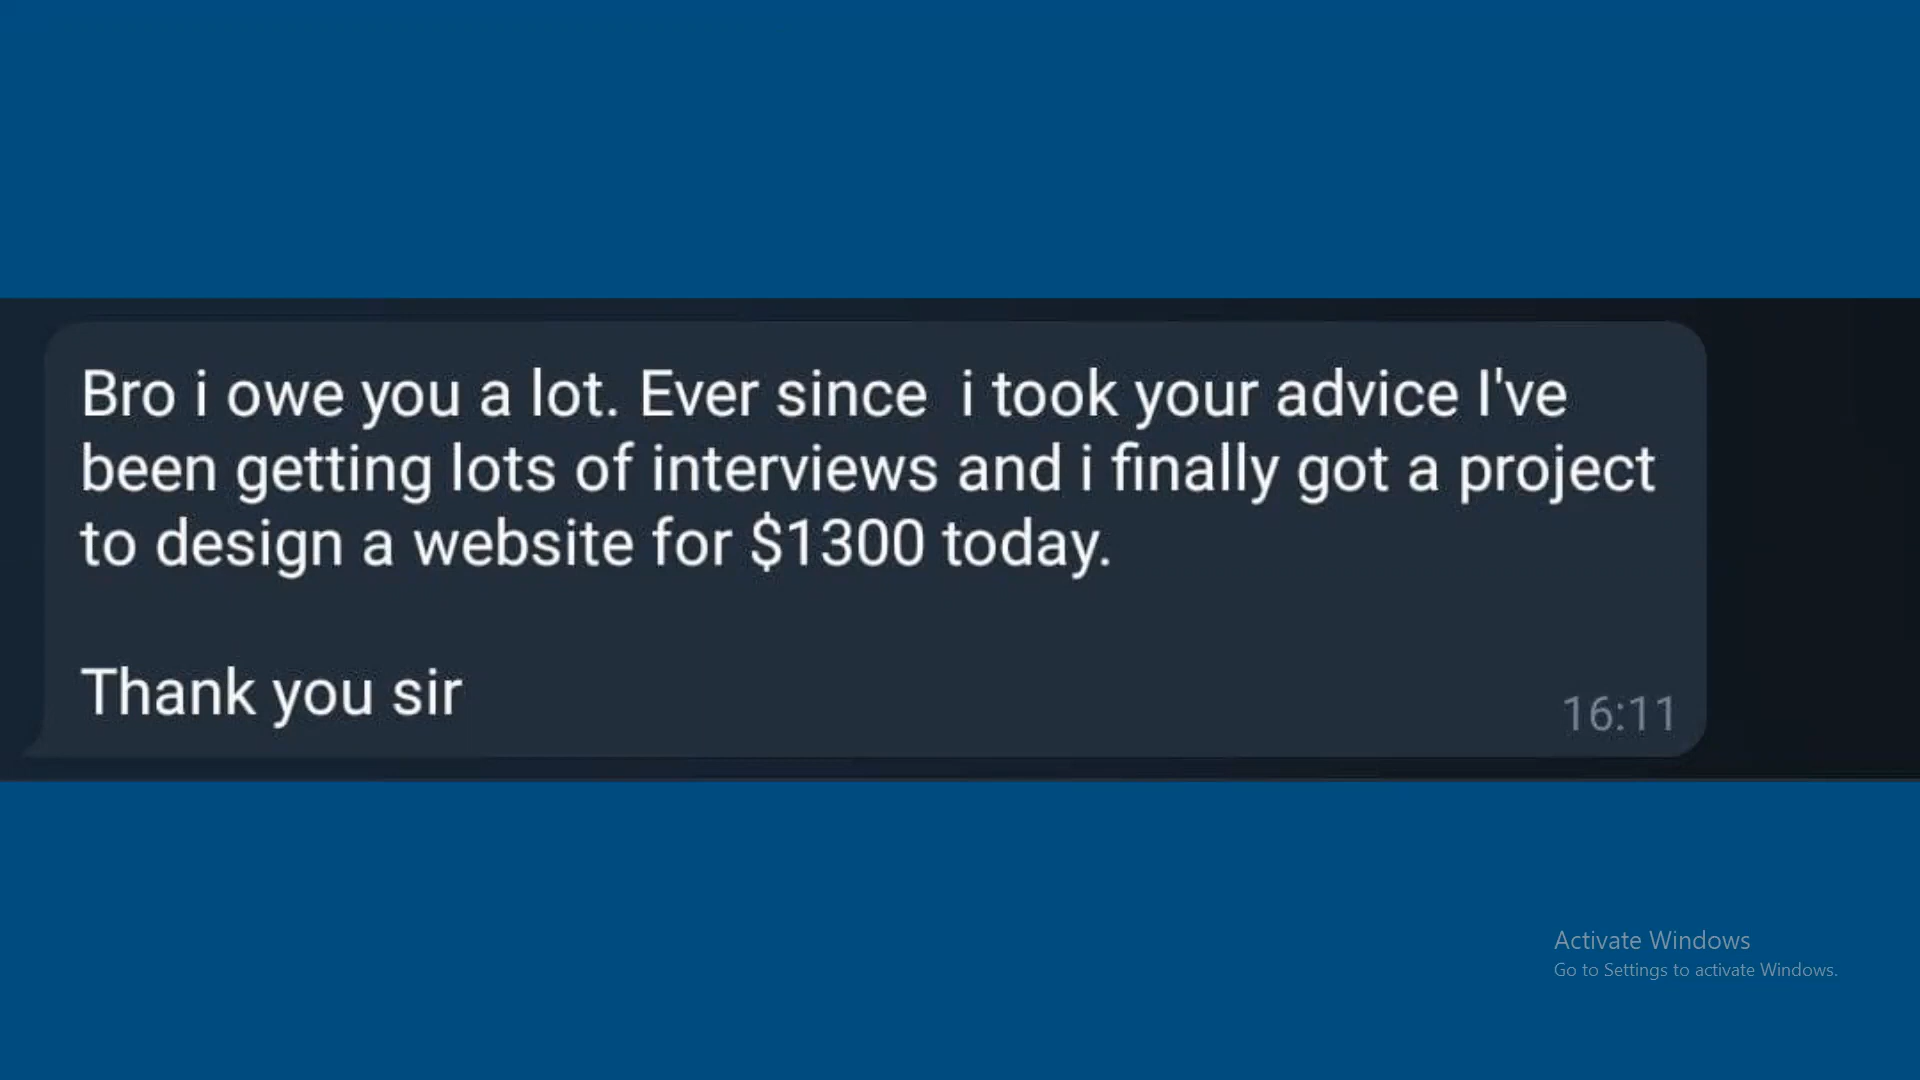 Bro i owe you a lot. Ever since  i took your advice I've
been getting lots of interviews and i finally got a project
to design a website for $1300 today.
Thank you sir
16:11
Activate Windows
Go to Settings to activate Windows.